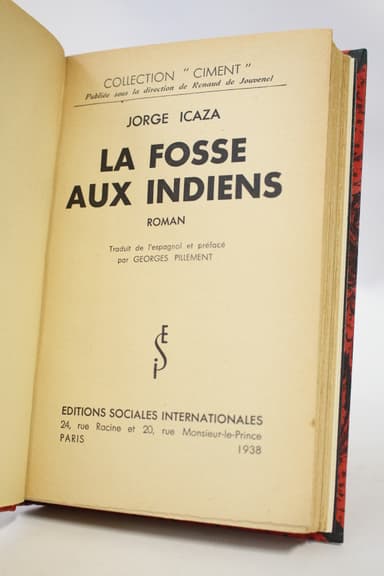 COLLECTION " CIMENT "
Publiée sous la direction de Renaud de Jouvenel
JORGE ICAZA
LA FOSSE
AUX INDIENS
ROMAN
Traduit de l'espagnol et préfacé
par GEORGES PILLEMENT
E
S
i
EDITIONS SOCIALES INTERNATIONALES
24, rue Racine et 20, rue Monsieur-le-Prince
PARIS 1938